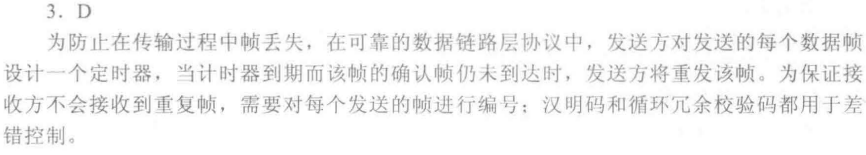 3．D
为防止在传输过程中帧丢失，在可靠的数据链路层协议中，发送方对发送的每个数据帧
设计一个定时器，当计时器到期而该帧的确认帧仍未到达时，发送方将重发该帧。为保证接
收方不会接收到重复帧，需要对每个发送的帧进行编号；汉明码和循环冗余校验码都用于差
错控制。